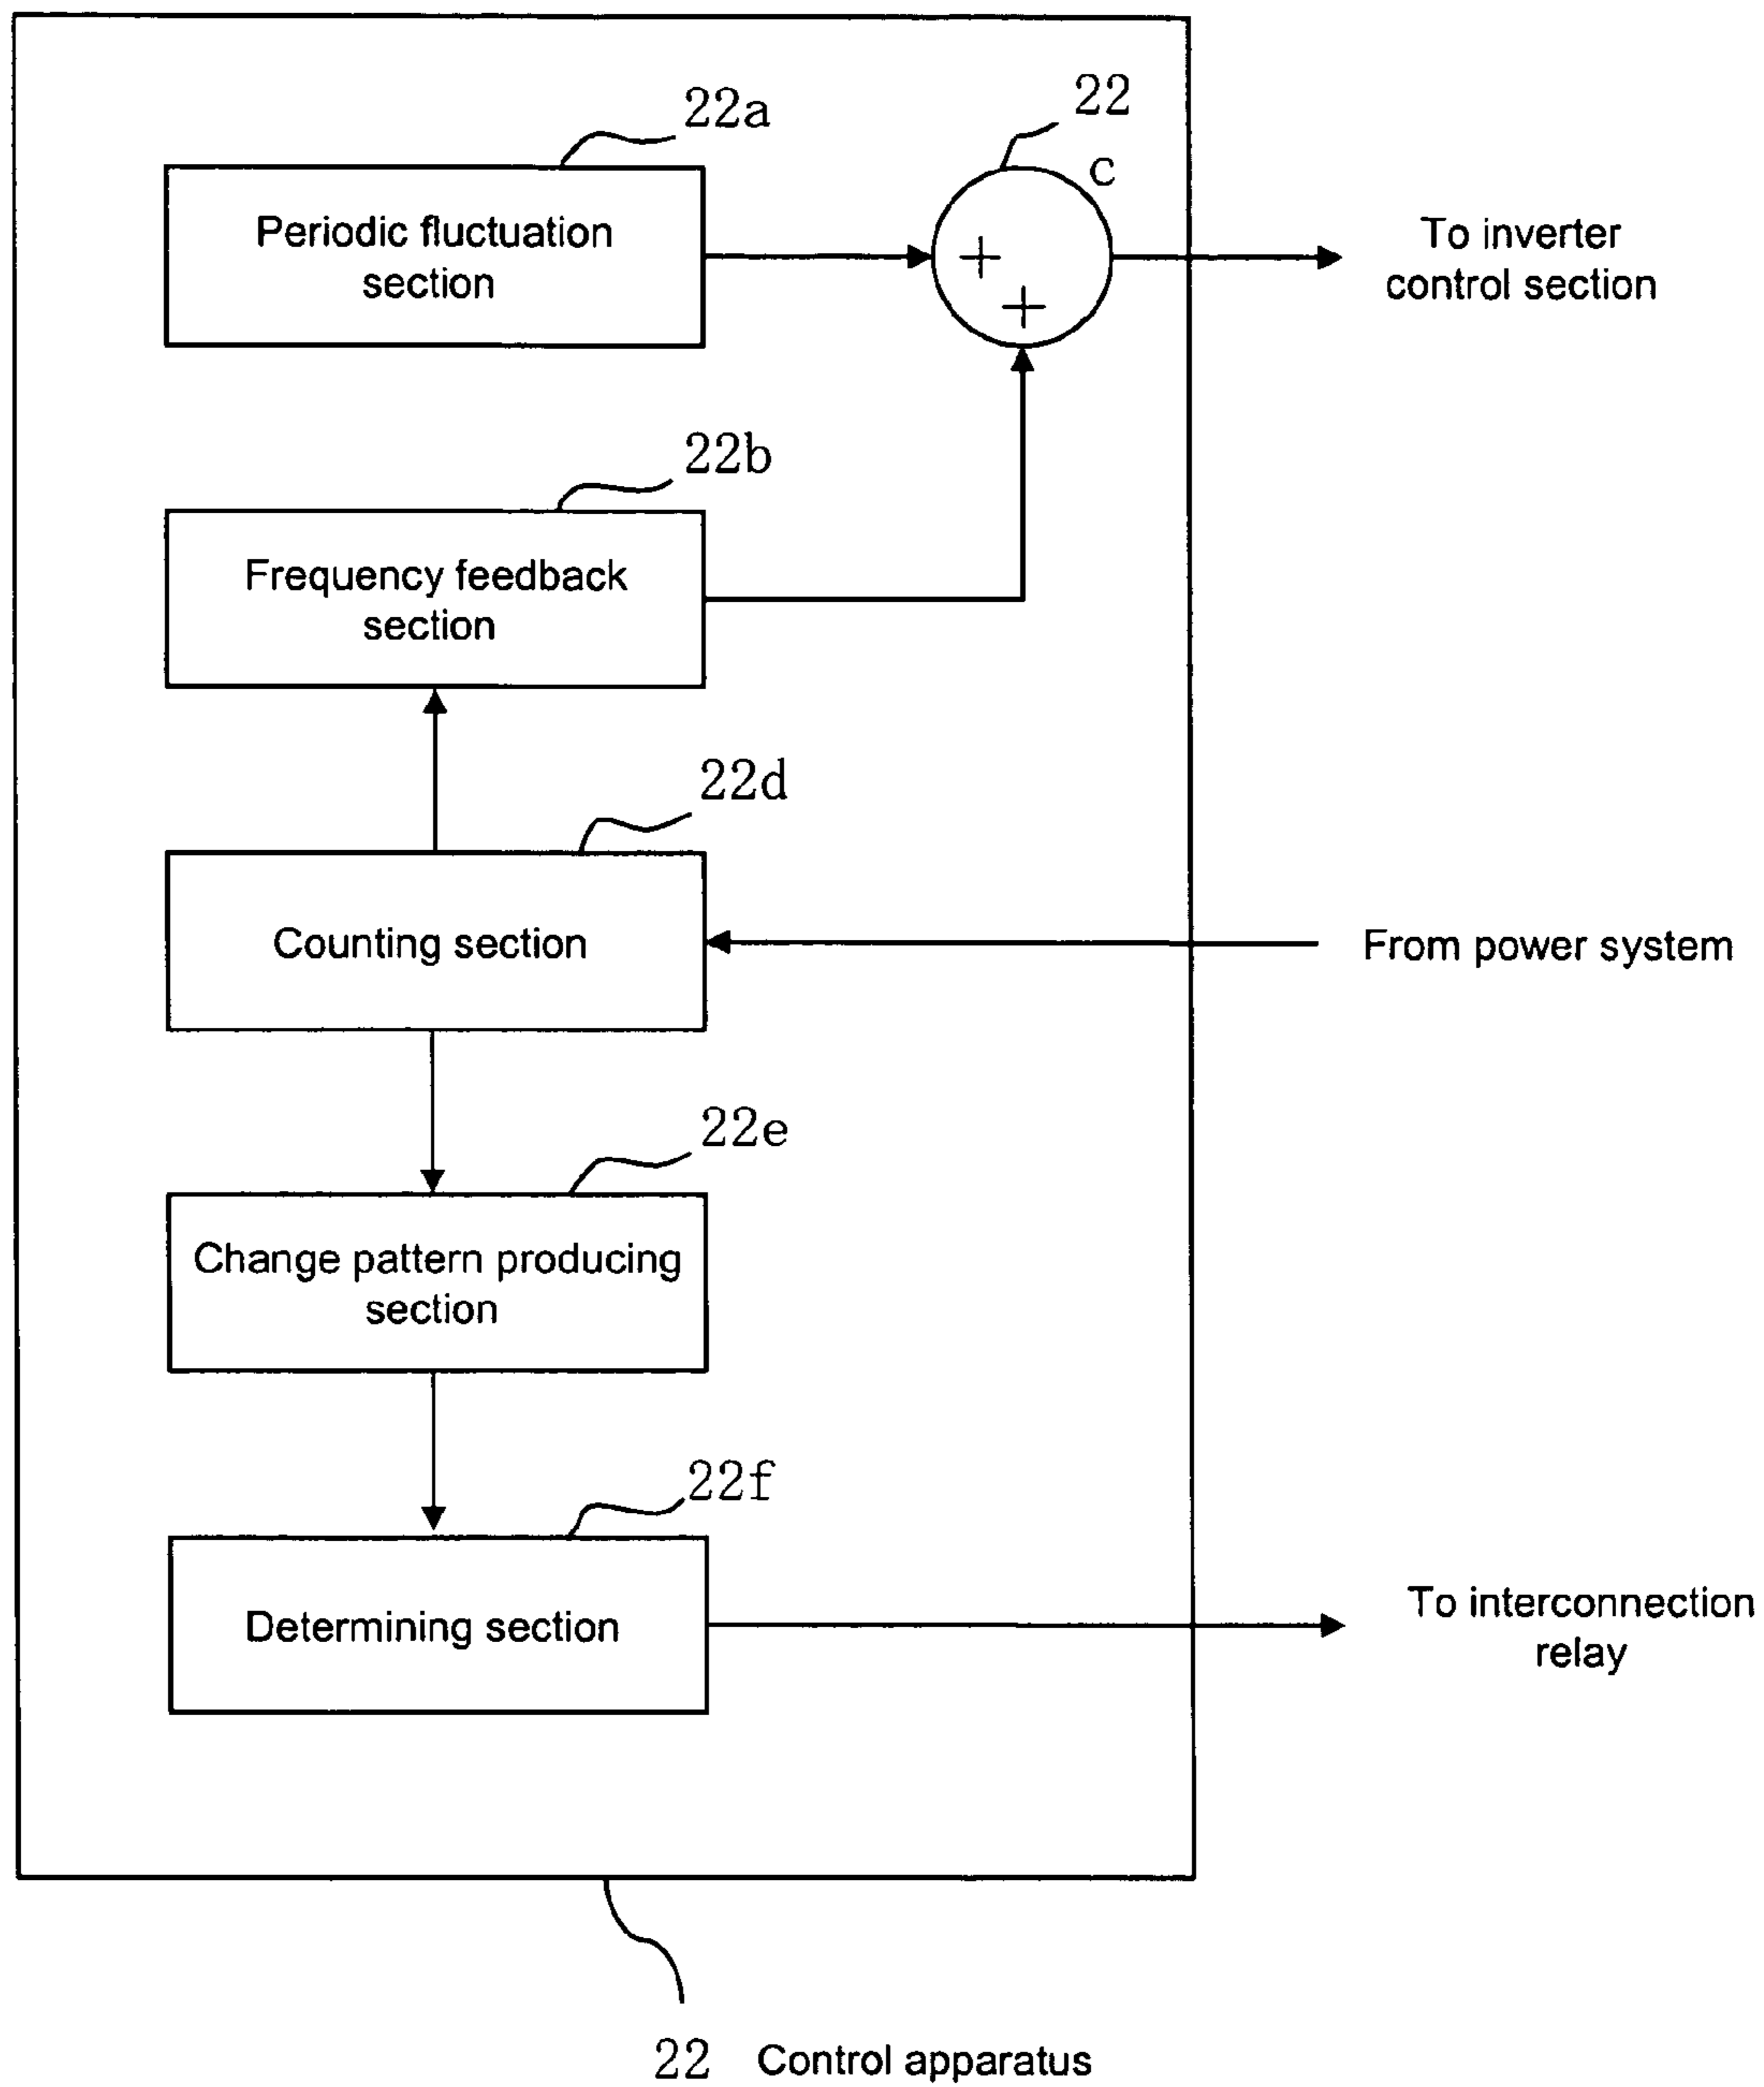 22a
22
c
Periodic fluctuation
section
+
+
To inverter
control section
22b
Frequency feedback
section
22d
Counting section
From power system
22e
Change pattern producing
section
22f
Determining section
To interconnection
relay
22 Control apparatus